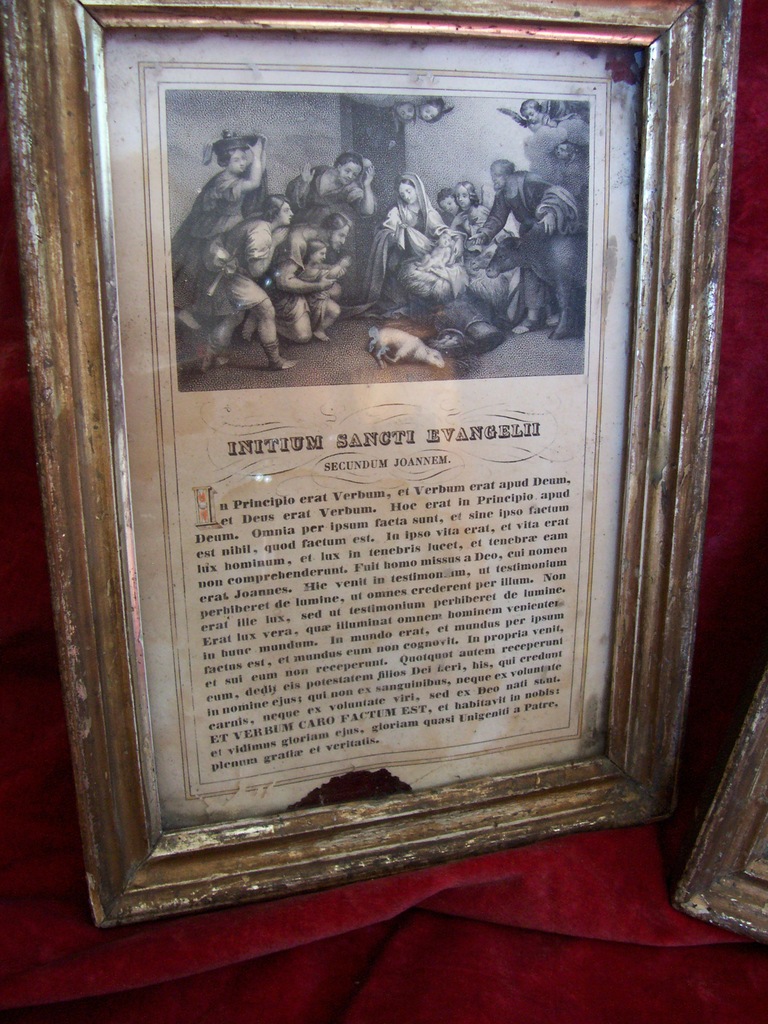 INITIUM SANCTI EVANGELII
SECUNDUM JOANNEM.
In Principio erat Verbum, et Verbum erat apud Deum,
et Deus erat Verbum. Hoc erat in Principio apud
Deum. Omnia per ipsum facta sunt, et sine ipso factum
est nihil, quod factum est. In ipso vita erat, et vita erat
lux hominum, et lux in tenebris lucet, et tenebræ eam
non comprehenderunt. Fuit homo missus a Deo, cui nomen
erat Joannes. Hic venit in testimonium, ut testimonium
perhiberet de lumine, ut omnes crederent per illum. Non
erat ille lux, sed ut testimonium perhiberet de lumine.
Erat lux vera, quæ illuminat omnem hominem venientem
in hunc mundum. In mundo erat, et mundus per ipsum
factus est, et mundus eum non cognovit. In propria venit,
et sui eum non receperunt. Quotquot autem receperunt
eum, dedit eis potestatem filios Dei fieri, his, qui credunt
in nomine ejus; qui non ex sanguinibus, neque ex voluntate
carnis, neque ex voluntate viri, sed ex Deo nati sunt.
ET VERBUM CARO FACTUM EST, et habitavit in nobis:
et vidimus gloriam ejus, gloriam quasi Unigeniti a Patre,
plenum gratiæ et veritatis.